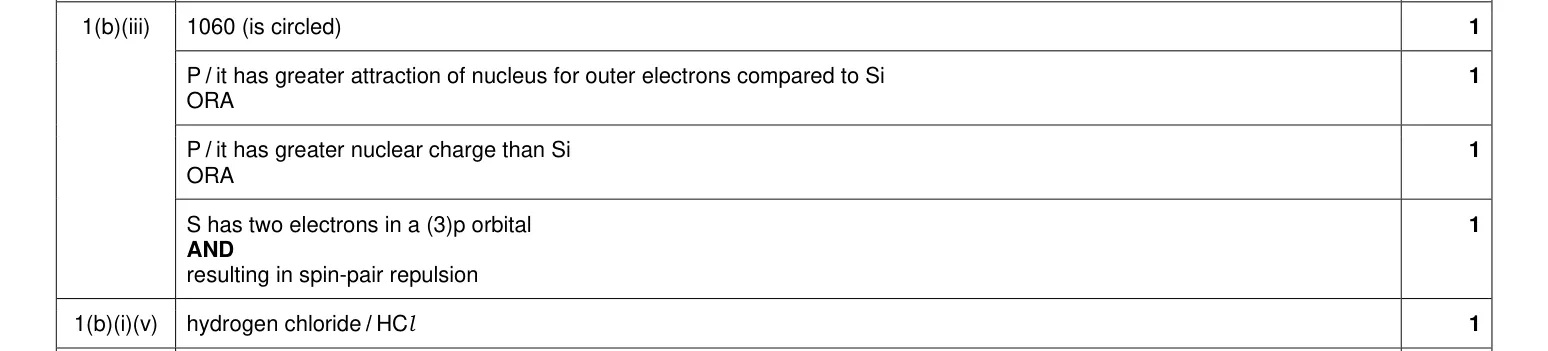 1(b)(iii) 1060 (is circled) 1
P / it has greater attraction of nucleus for outer electrons compared to Si 1
ORA
P / it has greater nuclear charge than Si 1
ORA
S has two electrons in a (3)p orbital 1
AND
resulting in spin-pair repulsion
1(b)(i)(v) hydrogen chloride / HCl 1